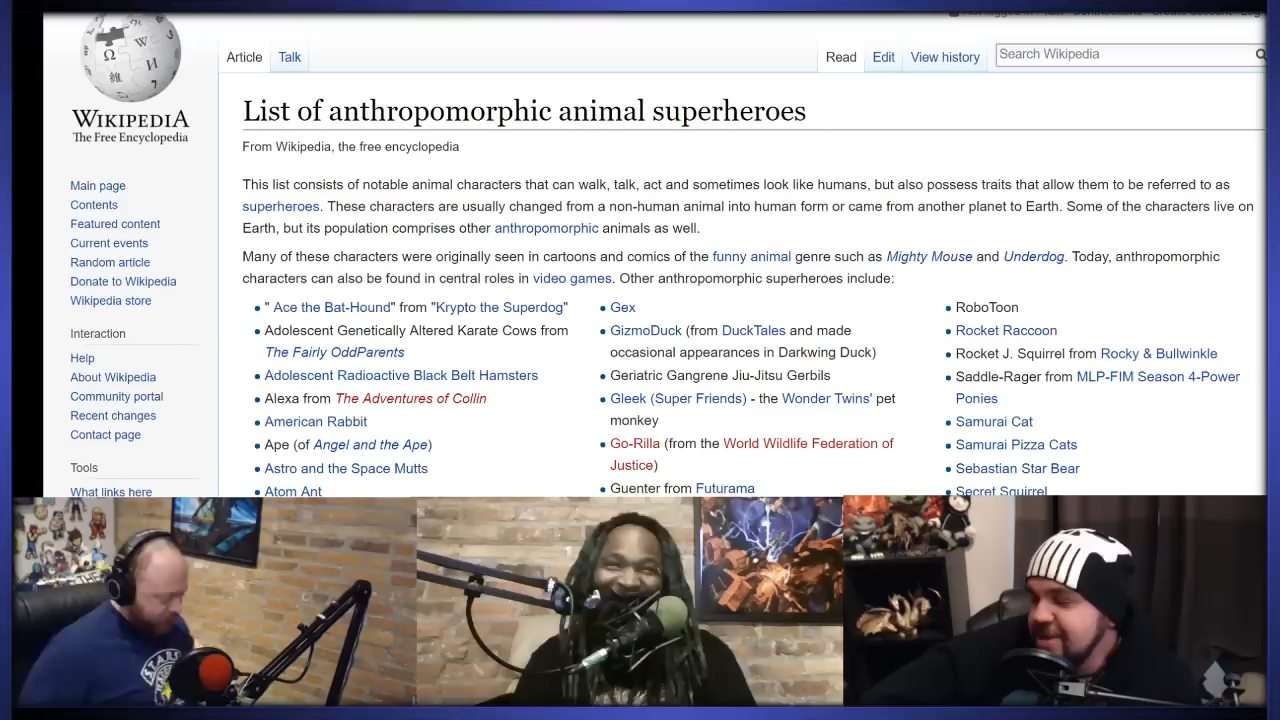 WIKIPEDIA
The Free Encyclopedia
Main page
Contents
Featured content
Current events
Random article
Donate to Wikipedia
Wikipedia store
Interaction
Help
About Wikipedia
Community portal
Recent changes
Contact page
Tools
What links here
Article Talk Read Edit View history Search Wikipedia
List of anthropomorphic animal superheroes
From Wikipedia, the free encyclopedia
This list consists of notable animal characters that can walk, talk, act and sometimes look like humans, but also possess traits that allow them to be referred to as
superheroes. These characters are usually changed from a non-human animal into human form or came from another planet to Earth. Some of the characters live on
Earth, but its population comprises other anthropomorphic animals as well.
Many of these characters were originally seen in cartoons and comics of the funny animal genre such as Mighty Mouse and Underdog. Today, anthropomorphic
characters can also be found in central roles in video games. Other anthropomorphic superheroes include:
• " Ace the Bat-Hound" from "Krypto the Superdog"
• Adolescent Genetically Altered Karate Cows from
The Fairly OddParents
• Adolescent Radioactive Black Belt Hamsters
• Alexa from The Adventures of Collin
• American Rabbit
• Ape (of Angel and the Ape)
• Astro and the Space Mutts
• Atom Ant
• Gex
• GizmoDuck (from DuckTales and made
occasional appearances in Darkwing Duck)
• Geriatric Gangrene Jiu-Jitsu Gerbils
• Gleek (Super Friends) - the Wonder Twins' pet
monkey
• Go-Rilla (from the World Wildlife Federation of
Justice)
• Guenter from Futurama
• RoboToon
• Rocket Raccoon
• Rocket J. Squirrel from Rocky & Bullwinkle
• Saddle-Rager from MLP-FIM Season 4-Power
Ponies
• Samurai Cat
• Samurai Pizza Cats
• Sebastian Star Bear
• Secret Squirrel
STARS